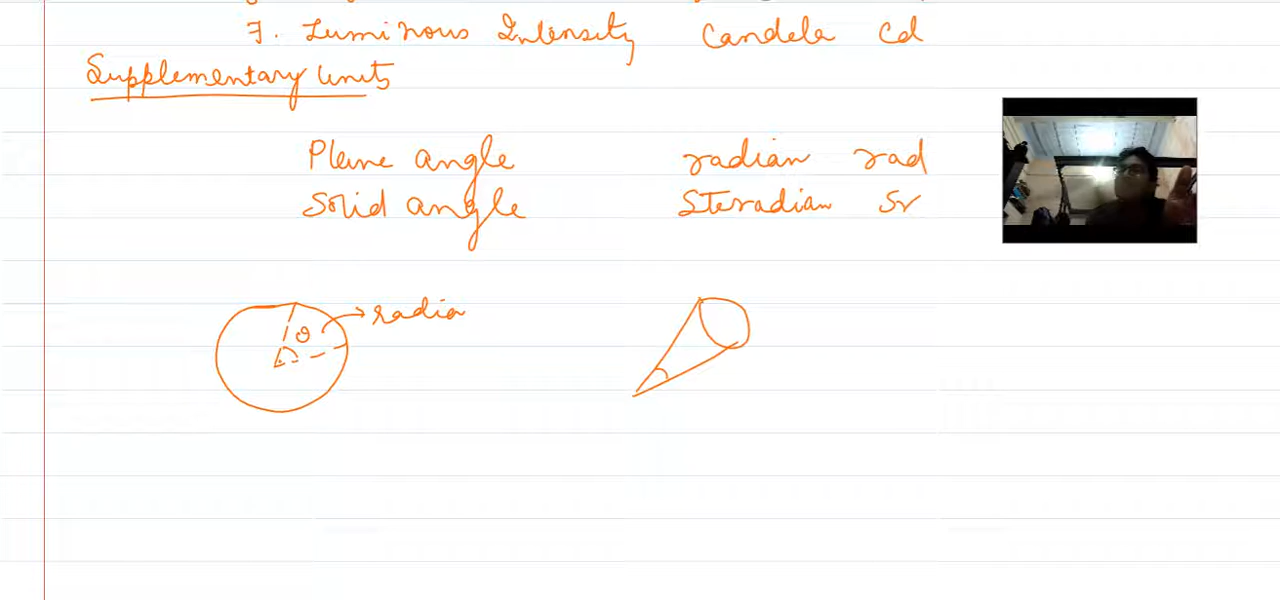 7. Luminous Intensity Candela Cd
Supplementary Units
Plane angle radian rad
Solid angle Steradian Sr
θ radia